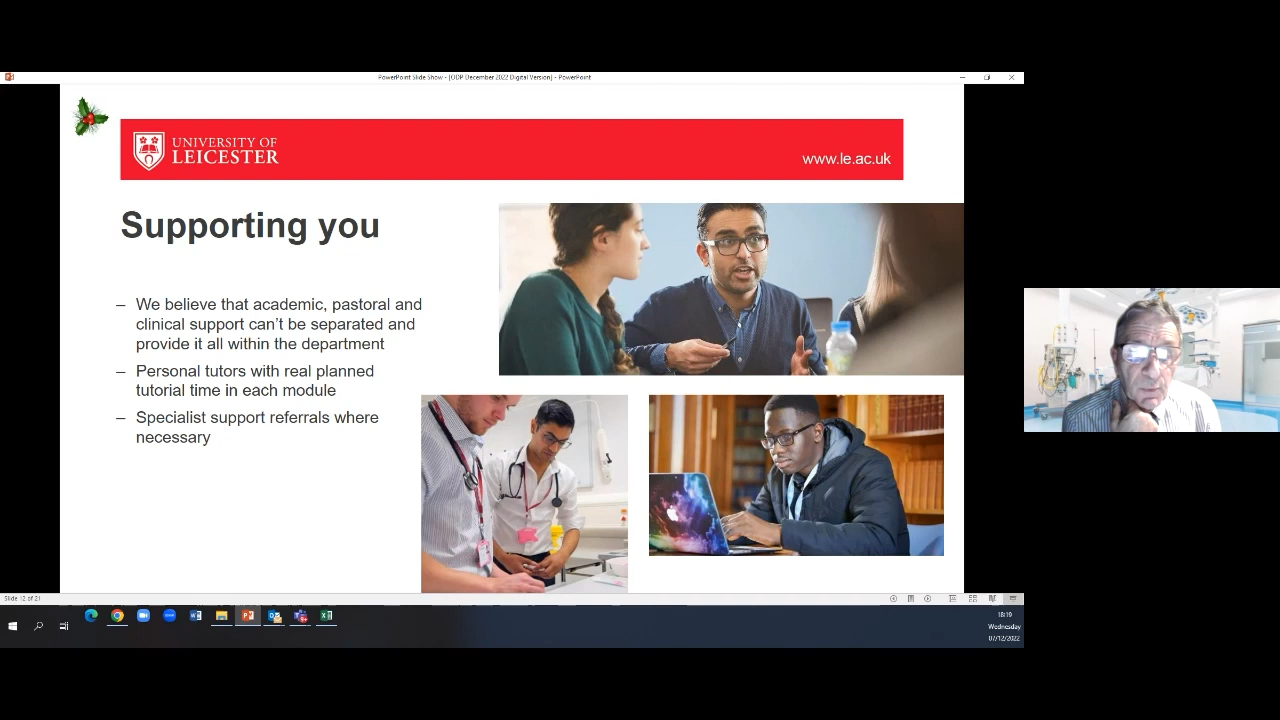 PowerPoint Slide Show - [ODP December 2022 Digital Version] - PowerPoint
UNIVERSITY OF
LEICESTER
www.le.ac.uk
Supporting you
– We believe that academic, pastoral and
clinical support can't be separated and
provide it all within the department
– Personal tutors with real planned
tutorial time in each module
– Specialist support referrals where
necessary
Slide 12 of 21
18:19
Wednesday
07/12/2022